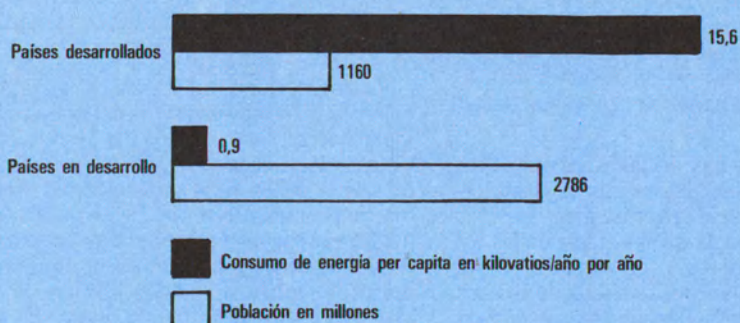 Países desarrollados
15,6
1160
Países en desarrollo
0,9
2786
Consumo de energía per capita en kilovatios/año por año
Población en millones